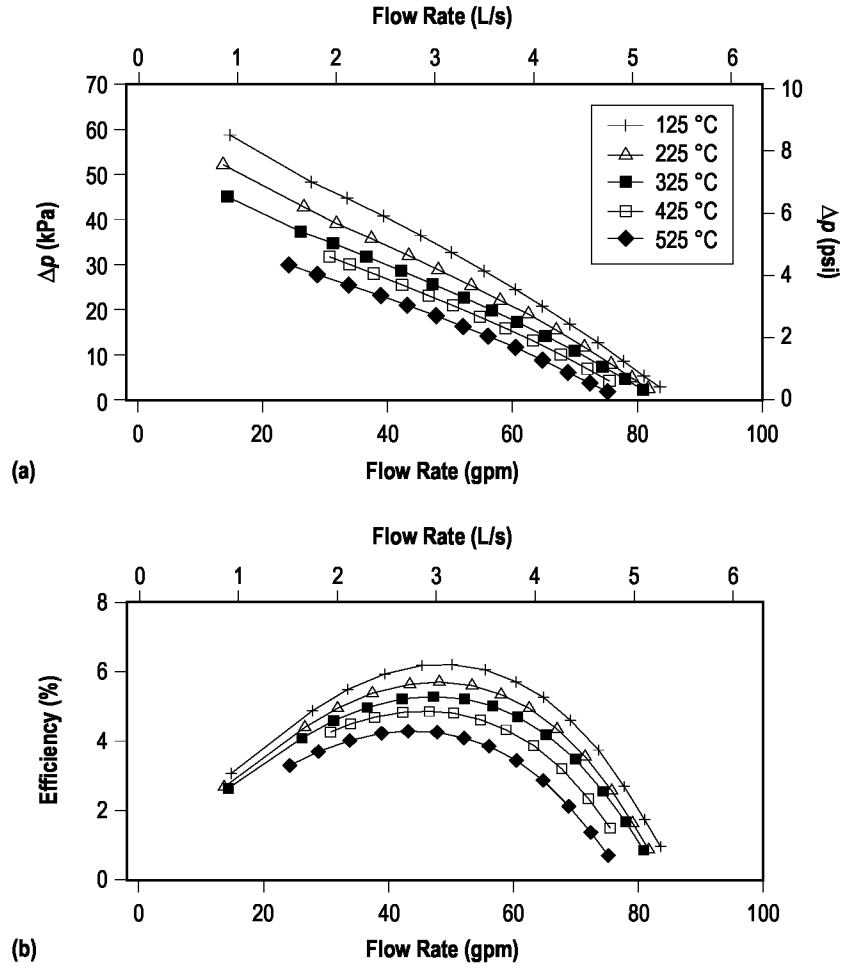 Flow Rate (L/s)
0 1 2 3 4 5 6
70
60
50
40
30
20
10
0
Δp (kPa)
10
8
6
4
2
0
Δp (psi)
125 °C
225 °C
325 °C
425 °C
525 °C
0 20 40 60 80 100
(a) Flow Rate (gpm)
Flow Rate (L/s)
0 1 2 3 4 5 6
8
6
4
2
0
Efficiency (%)
0 20 40 60 80 100
(b) Flow Rate (gpm)